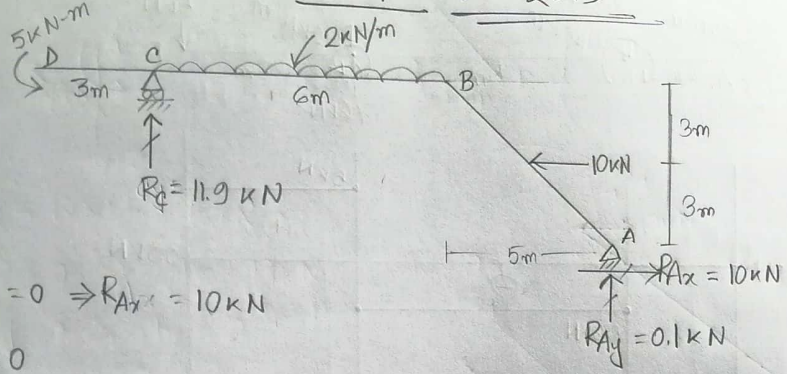 5KN-m
2KN/m
D
C
B
3m
6m
3m
10KN
3m
R₵ = 11.9 KN
A
5m
RAx = 10KN
=0 ⇒ RAx = 10KN
RAy = 0.1KN
0